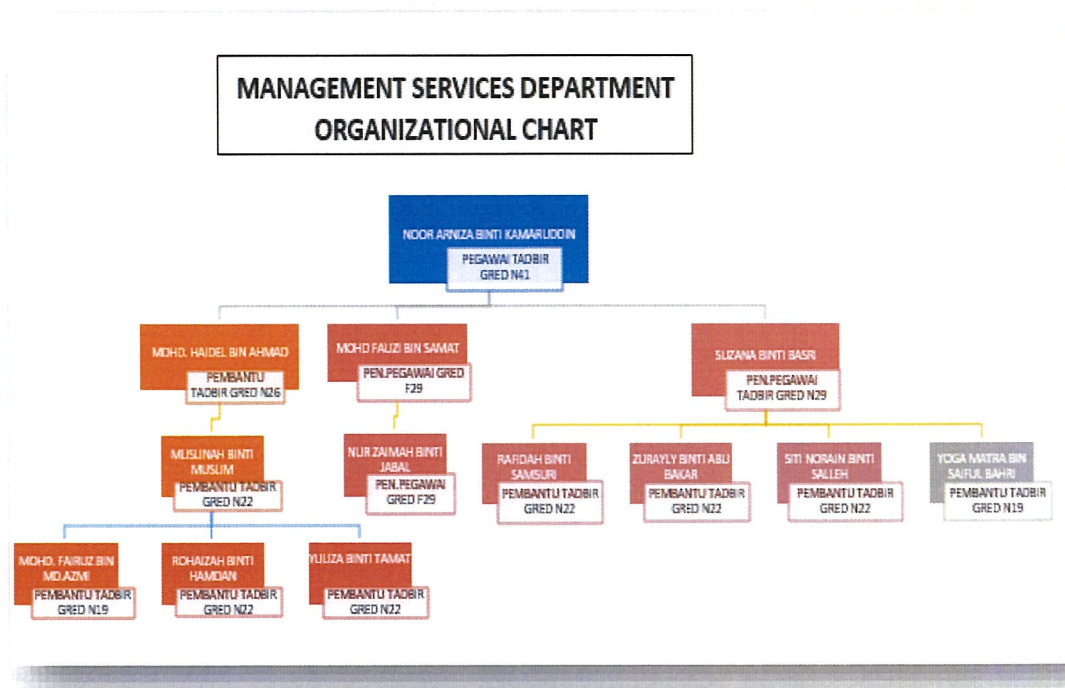 MANAGEMENT SERVICES DEPARTMENT
ORGANIZATIONAL CHART
NOOR ARNIZA BINTI KAMARUDDIN
PEGAWAI TADBIR
GRED N41
MOHD. HAIDEL BIN AHMAD
PEMBANTU
TADBIR GRED N26
MOHD FAUZI BIN SAMAT
PEN.PEGAWAI GRED
F29
SUZANA BINTI BASRI
PEN.PEGAWAI
TADBIR GRED N29
MUSLINAH BINTI
MUSLIM
PEMBANTU TADBIR
GRED N22
NUR ZAIMAH BINTI
JABAL
PEN.PEGAWAI
GRED F29
RAFIDAH BINTI
SAMSURI
PEMBANTU TADBIR
GRED N22
ZURAYLY BINTI ABU
BAKAR
PEMBANTU TADBIR
GRED N22
SITI NORAIN BINTI
SALLEH
PEMBANTU TADBIR
GRED N22
YOGA MATRA BIN
SAIFUL BAHRI
PEMBANTU TADBIR
GRED N19
MOHD. FAIRUZ BIN
MD.AZMI
PEMBANTU TADBIR
GRED N19
ROHAIZAH BINTI
HAMDAN
PEMBANTU TADBIR
GRED N22
YULIZA BINTI TAMAT
PEMBANTU TADBIR
GRED N22